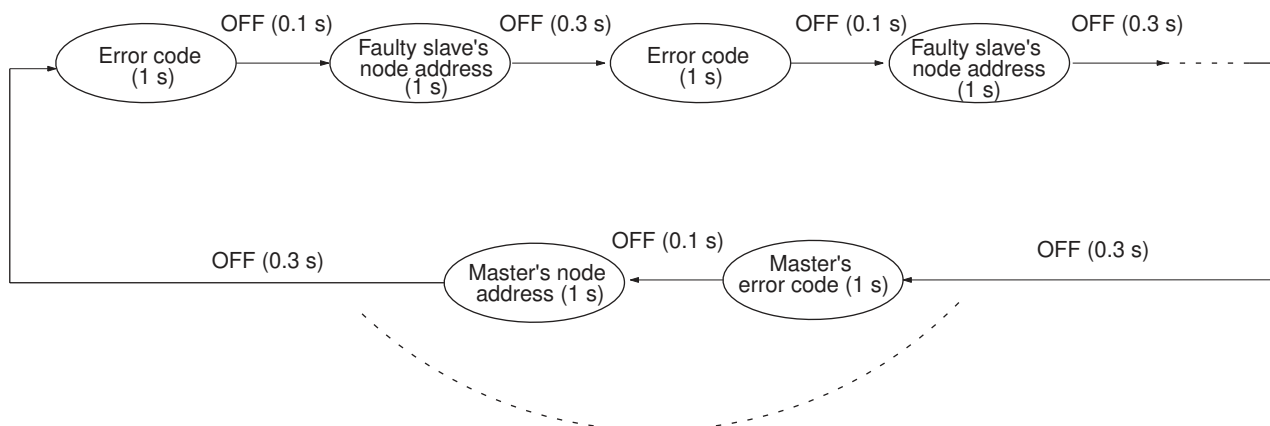 OFF (0.1 s)
OFF (0.3 s)
OFF (0.1 s)
OFF (0.3 s)
Error code
(1 s)
Faulty slave's
node address
(1 s)
Error code
(1 s)
Faulty slave's
node address
(1 s)
OFF (0.3 s)
Master's node
address (1 s)
OFF (0.1 s)
Master's
error code (1 s)
OFF (0.3 s)